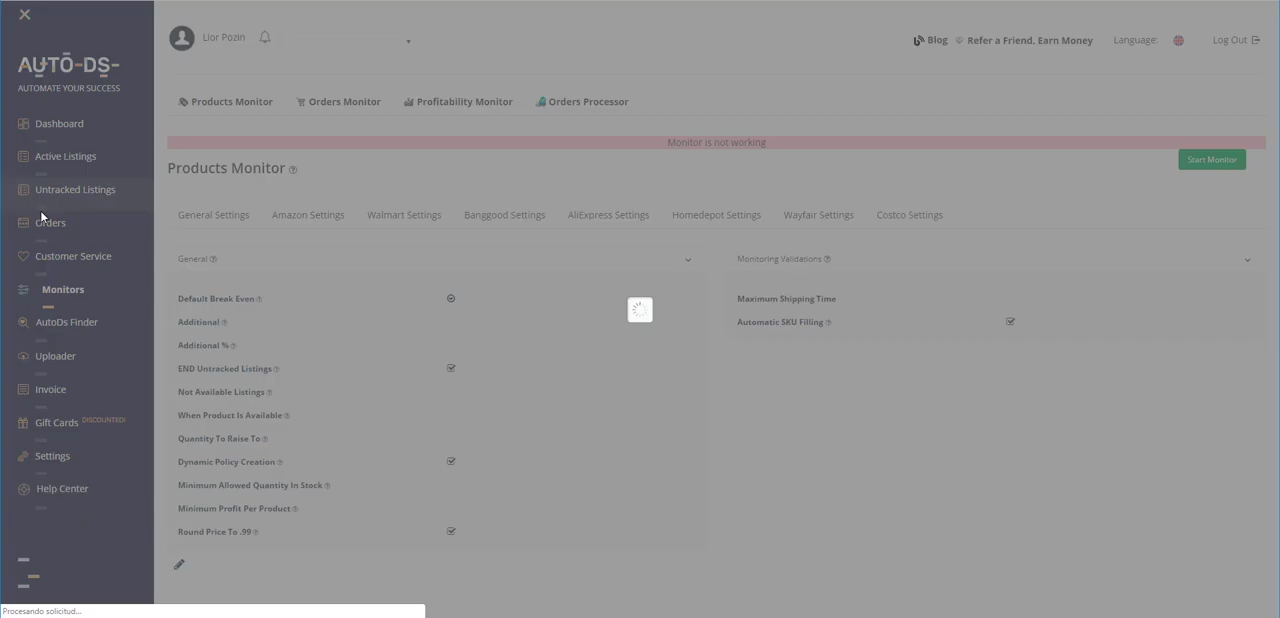 Lior Pozin
Blog
Refer a Friend, Earn Money
Language:
Log Out
AUTO-DS-
AUTOMATE YOUR SUCCESS
Dashboard
Active Listings
Untracked Listings
Orders
Customer Service
Monitors
AutoDs Finder
Uploader
Invoice
Gift Cards DISCOUNTED!
Settings
Help Center
Products Monitor
Orders Monitor
Profitability Monitor
Orders Processor
Monitor is not working
Products Monitor
Start Monitor
General Settings
Amazon Settings
Walmart Settings
Banggood Settings
AliExpress Settings
Homedepot Settings
Wayfair Settings
Costco Settings
General
Default Break Even
Additional
Additional %
END Untracked Listings
Not Available Listings
When Product Is Available
Quantity To Raise To
Dynamic Policy Creation
Minimum Allowed Quantity In Stock
Minimum Profit Per Product
Round Price To .99
Monitoring Validations
Maximum Shipping Time
Automatic SKU Filling
Procesando solicitud...